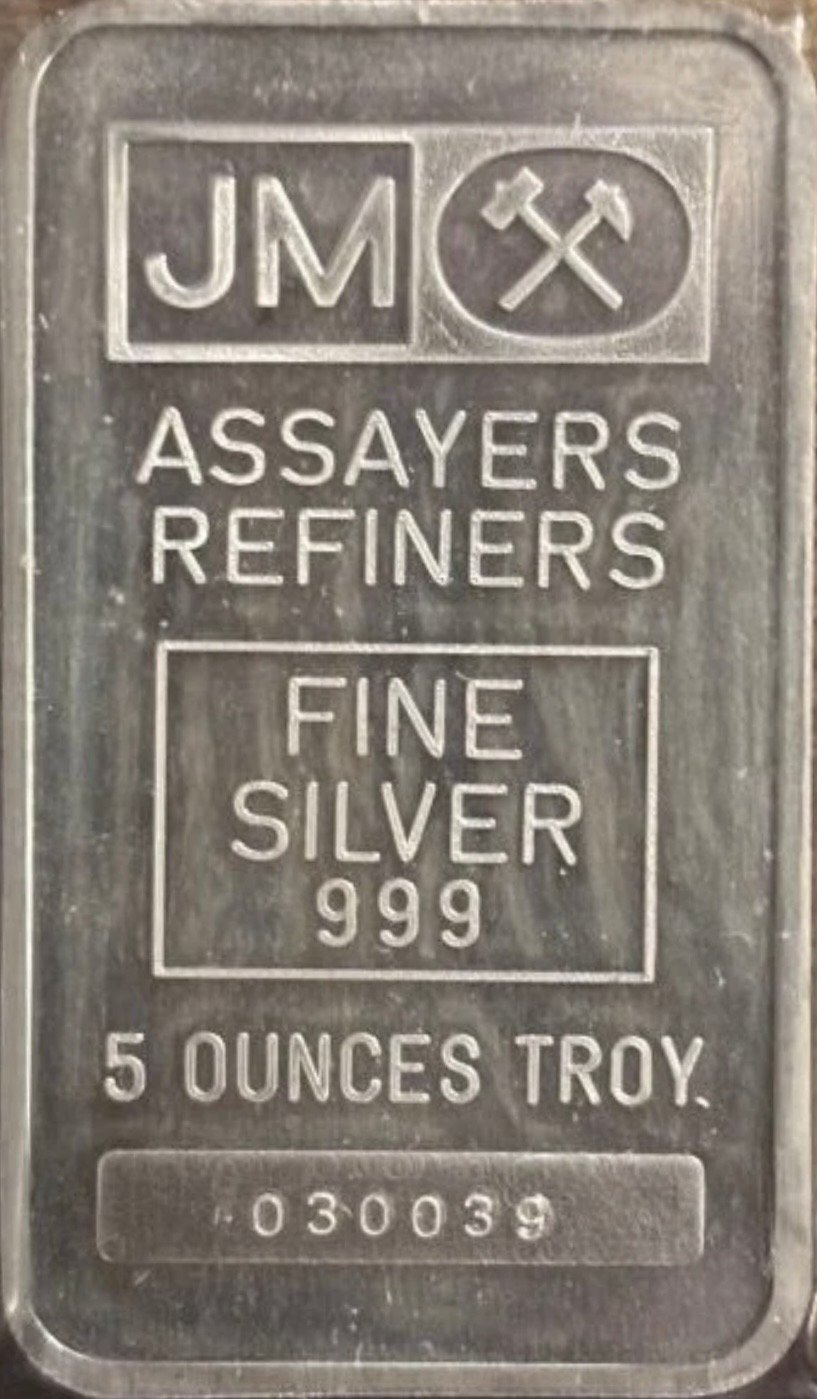 JM
ASSAYERS
REFINERS
FINE
SILVER
999
5 OUNCES TROY.
030039